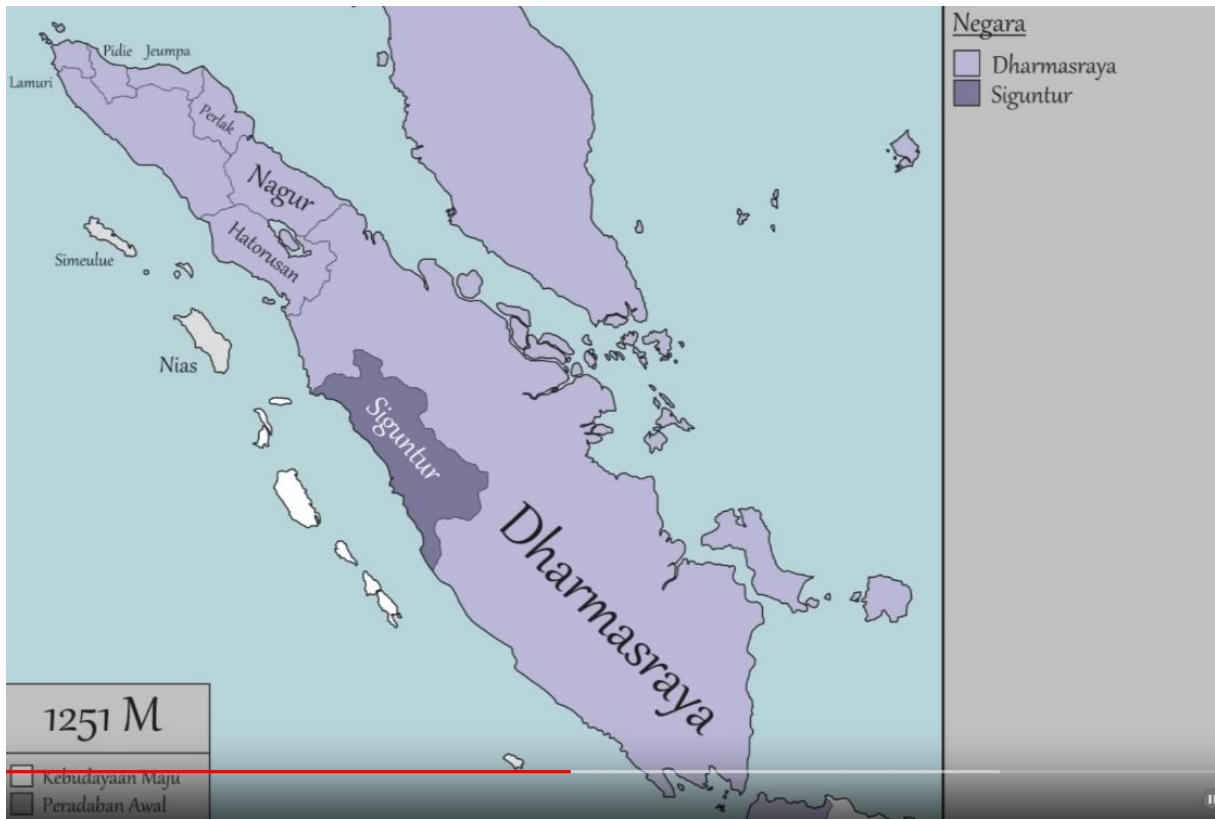 Negara
Dharmasraya
Siguntur
Pidie Jeumpa
Lamuri
Perlak
Nagur
Hatorusan
Simeulue
Nias
Siguntur
Dharmasraya
1251 M
Kebudayaan Maju
Peradaban Awal